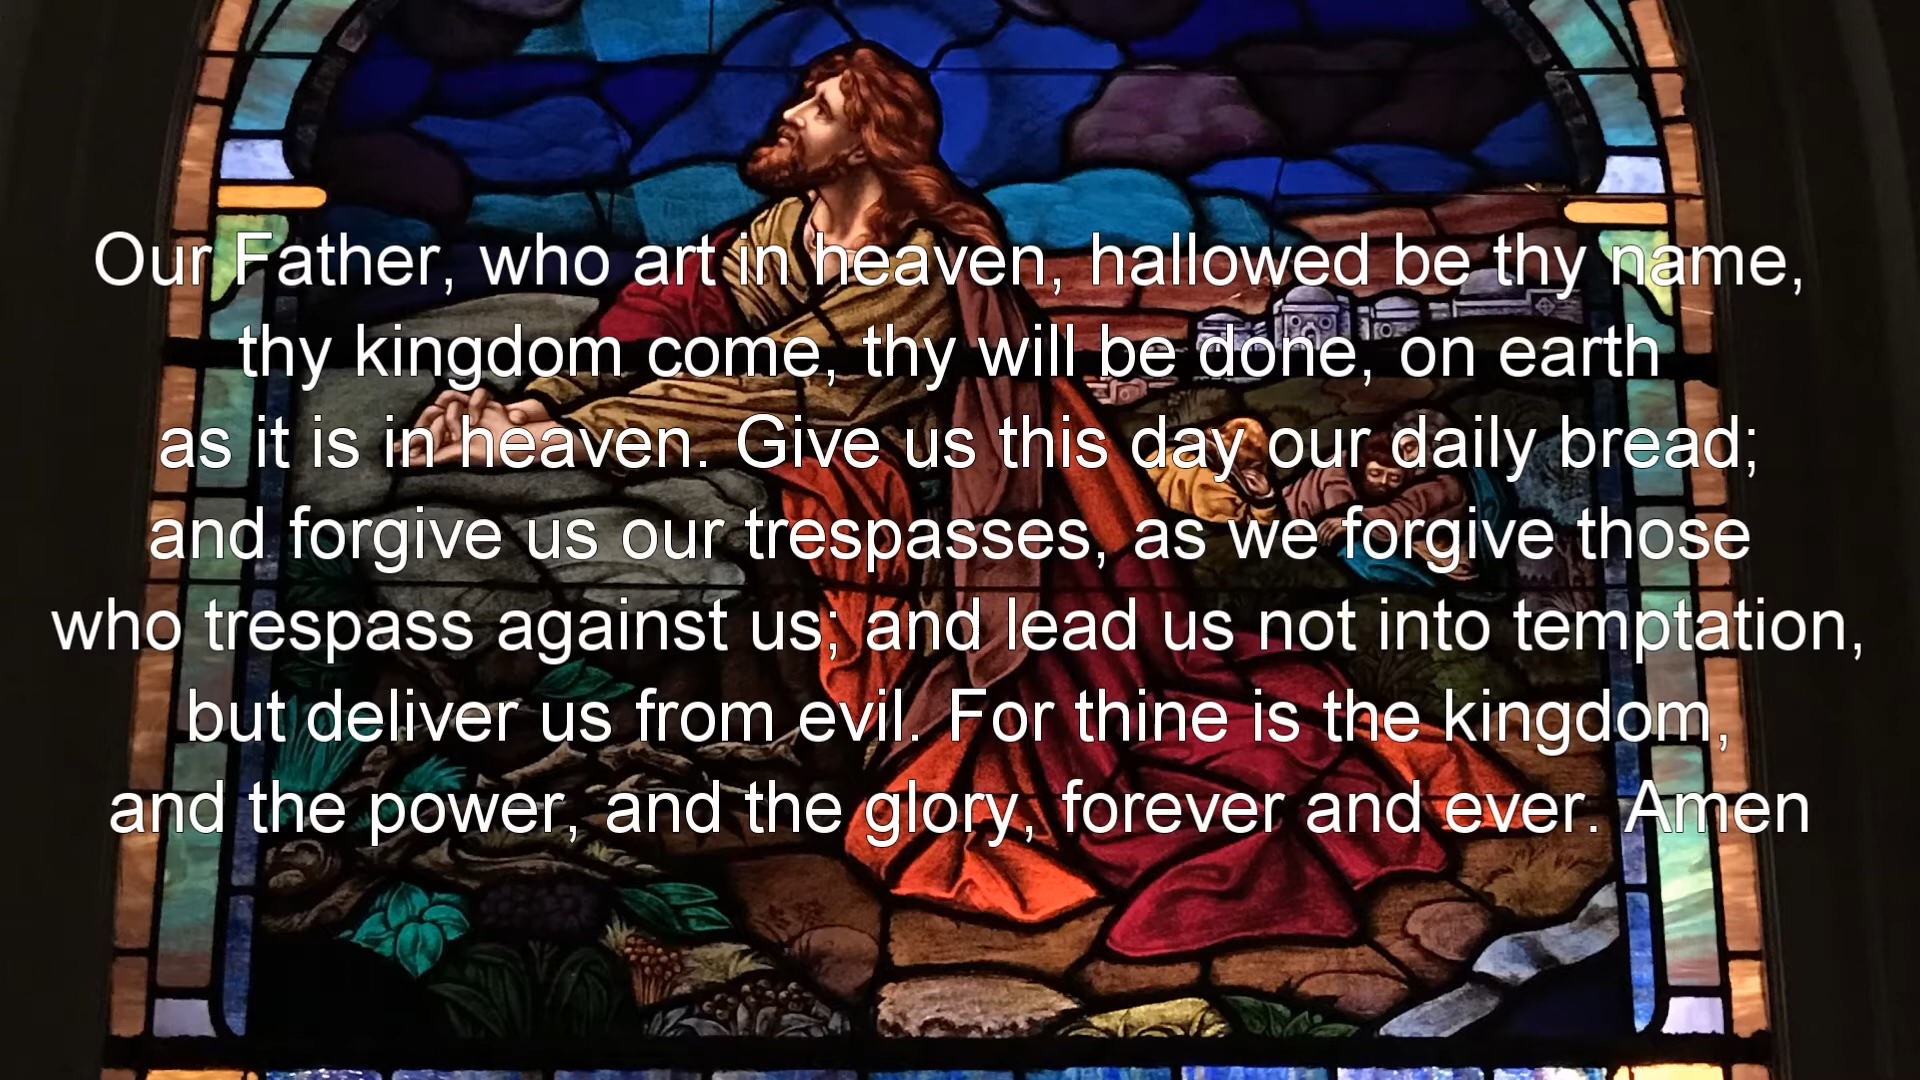 Our Father, who art in heaven, hallowed be thy name,
thy kingdom come, thy will be done, on earth
as it is in heaven. Give us this day our daily bread;
and forgive us our trespasses, as we forgive those
who trespass against us; and lead us not into temptation,
but deliver us from evil. For thine is the kingdom,
and the power, and the glory, forever and ever. Amen